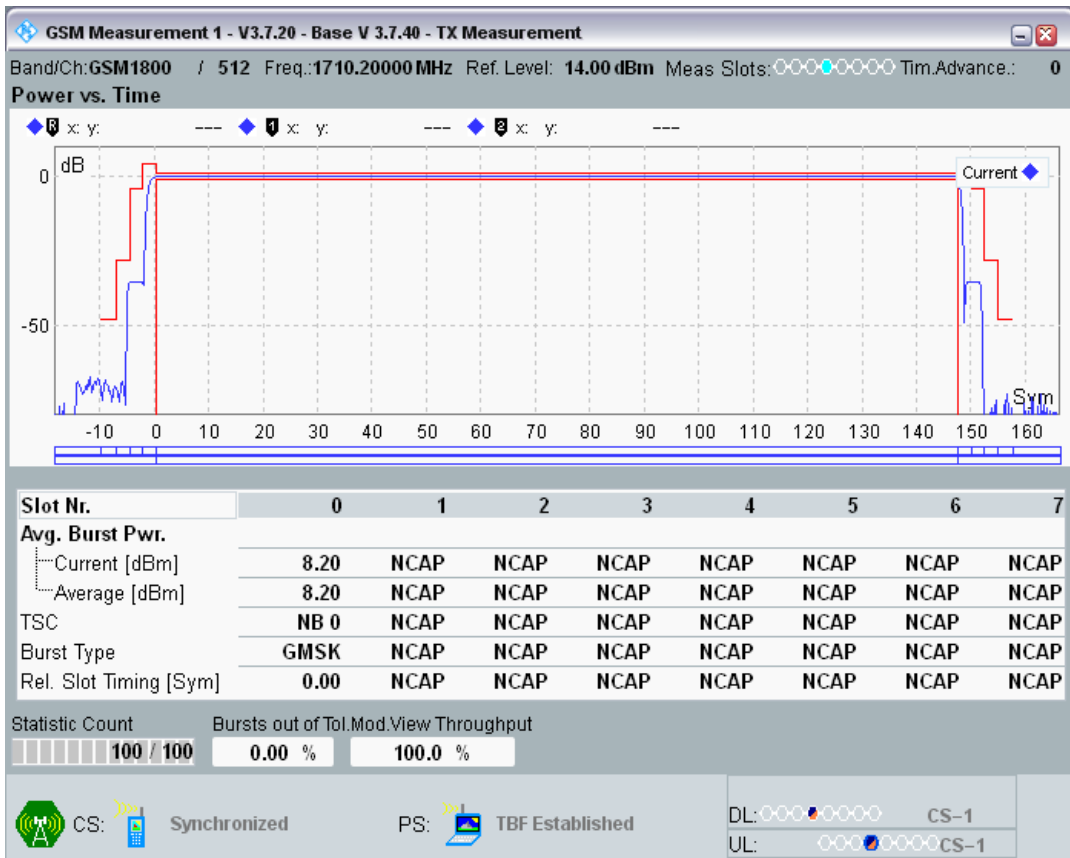 GSM Measurement 1 - V3.7.20 - Base V 3.7.40 - TX Measurement
Band/Ch:GSM1800 / 512 Freq.:1710.20000 MHz Ref. Level: 14.00 dBm Meas Slots: Tim.Advance.: 0
Power vs. Time
R x: y: --- 1 x: y: --- 2 x: y: ---
dB
Current
0
-50
Sym
-10 0 10 20 30 40 50 60 70 80 90 100 110 120 130 140 150 160
Slot Nr. 0 1 2 3 4 5 6 7
Avg. Burst Pwr.
Current [dBm] 8.20 NCAP NCAP NCAP NCAP NCAP NCAP NCAP
Average [dBm] 8.20 NCAP NCAP NCAP NCAP NCAP NCAP NCAP
TSC NB 0 NCAP NCAP NCAP NCAP NCAP NCAP NCAP
Burst Type GMSK NCAP NCAP NCAP NCAP NCAP NCAP NCAP
Rel. Slot Timing [Sym] 0.00 NCAP NCAP NCAP NCAP NCAP NCAP NCAP
Statistic Count Bursts out of Tol.Mod.View Throughput
100 / 100 0.00 % 100.0 %
CS: Synchronized PS: TBF Established
DL: CS-1
UL: CS-1